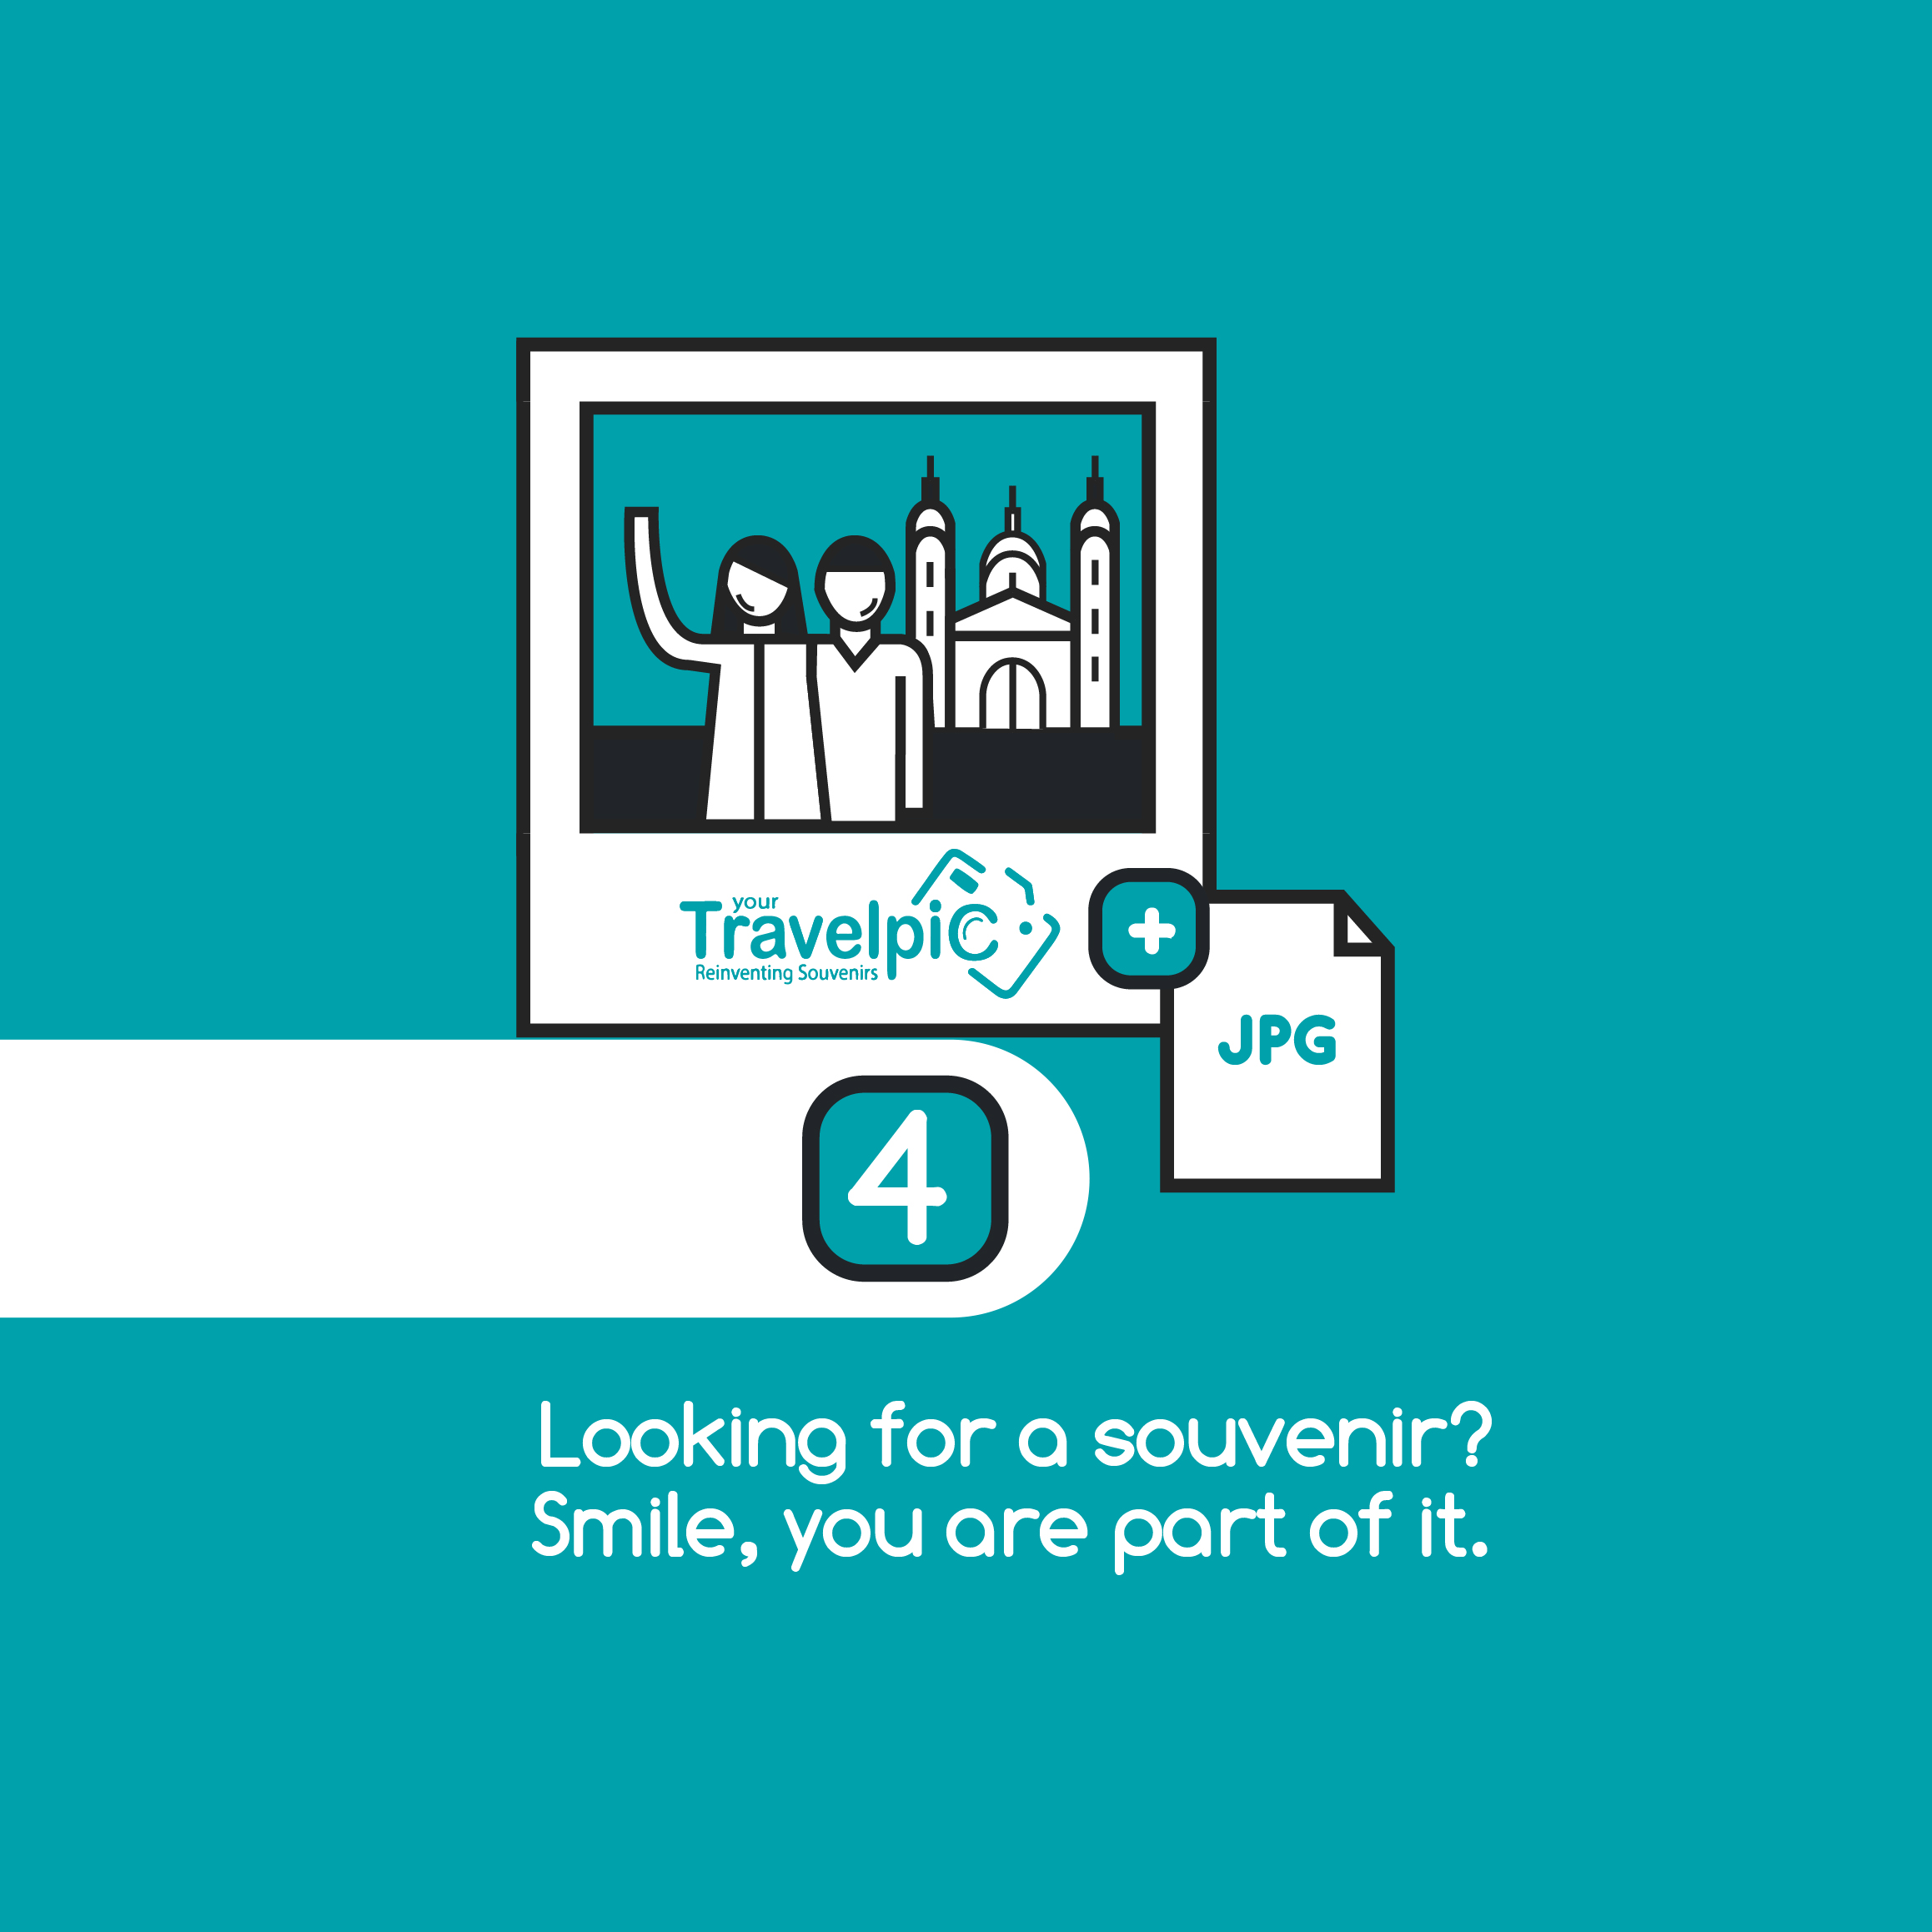 your
Travelpic
Reinventing Souvenirs
+
JPG
4
Looking for a souvenir?
Smile, you are part of it.